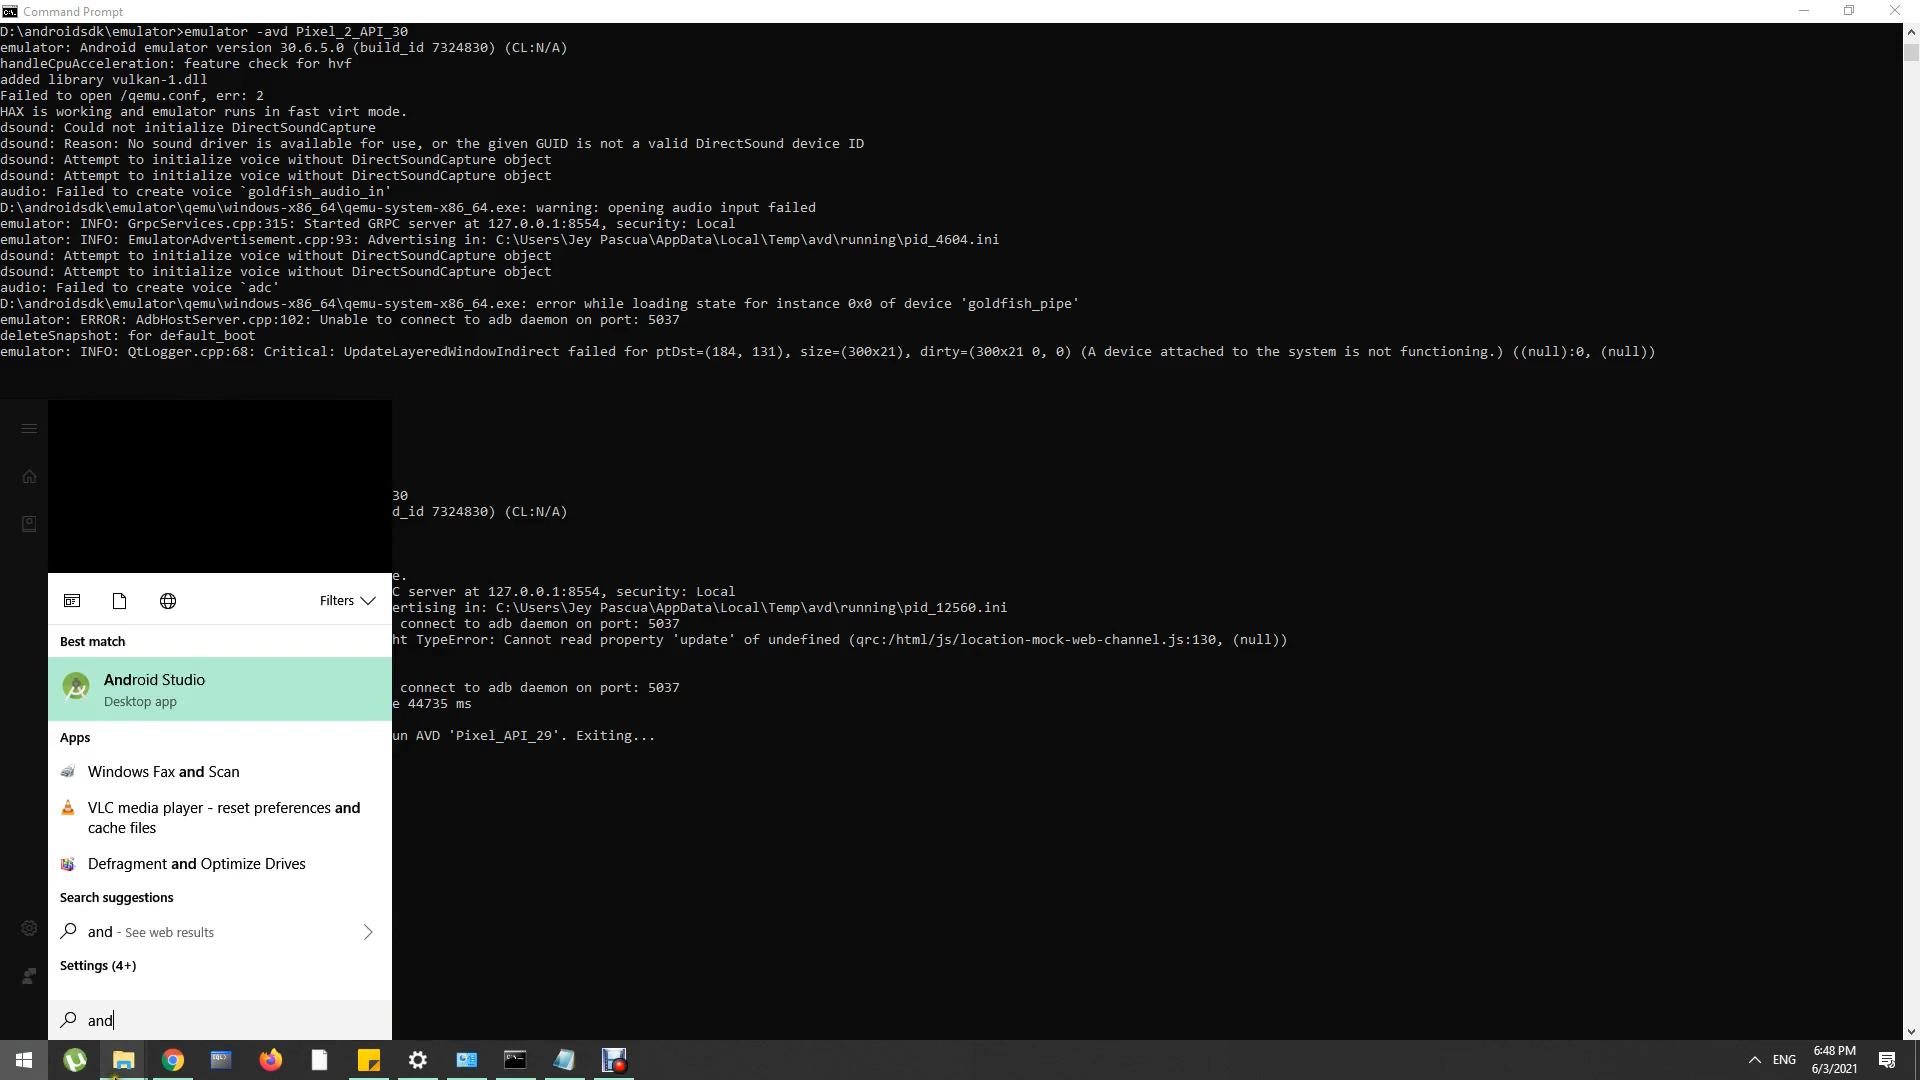 Command Prompt
D:\androidsdk\emulator>emulator -avd Pixel_2_API_30
emulator: Android emulator version 30.6.5.0 (build_id 7324830) (CL:N/A)
handleCpuAcceleration: feature check for hvf
added library vulkan-1.dll
Failed to open /qemu.conf, err: 2
HAX is working and emulator runs in fast virt mode.
dsound: Could not initialize DirectSoundCapture
dsound: Reason: No sound driver is available for use, or the given GUID is not a valid DirectSound device ID
dsound: Attempt to initialize voice without DirectSoundCapture object
dsound: Attempt to initialize voice without DirectSoundCapture object
audio: Failed to create voice `goldfish_audio_in'
D:\androidsdk\emulator\qemu\windows-x86_64\qemu-system-x86_64.exe: warning: opening audio input failed
emulator: INFO: GrpcServices.cpp:315: Started GRPC server at 127.0.0.1:8554, security: Local
emulator: INFO: EmulatorAdvertisement.cpp:93: Advertising in: C:\Users\Jey Pascua\AppData\Local\Temp\avd\running\pid_4604.ini
dsound: Attempt to initialize voice without DirectSoundCapture object
dsound: Attempt to initialize voice without DirectSoundCapture object
audio: Failed to create voice `adc'
D:\androidsdk\emulator\qemu\windows-x86_64\qemu-system-x86_64.exe: error while loading state for instance 0x0 of device 'goldfish_pipe'
emulator: ERROR: AdbHostServer.cpp:102: Unable to connect to adb daemon on port: 5037
deleteSnapshot: for default_boot
emulator: INFO: QtLogger.cpp:68: Critical: UpdateLayeredWindowIndirect failed for ptDst=(184, 131), size=(300x21), dirty=(300x21 0, 0) (A device attached to the system is not functioning.) ((null):0, (null))
30
d_id 7324830) (CL:N/A)
e.
C server at 127.0.0.1:8554, security: Local
ertising in: C:\Users\Jey Pascua\AppData\Local\Temp\avd\running\pid_12560.ini
connect to adb daemon on port: 5037
ht TypeError: Cannot read property 'update' of undefined (qrc:/html/js/location-mock-web-channel.js:130, (null))
connect to adb daemon on port: 5037
e 44735 ms
un AVD 'Pixel_API_29'. Exiting...
Filters
Best match
Android Studio
Desktop app
Apps
Windows Fax and Scan
VLC media player - reset preferences and
cache files
Defragment and Optimize Drives
Search suggestions
and - See web results
Settings (4+)
and
ENG
6:48 PM
6/3/2021